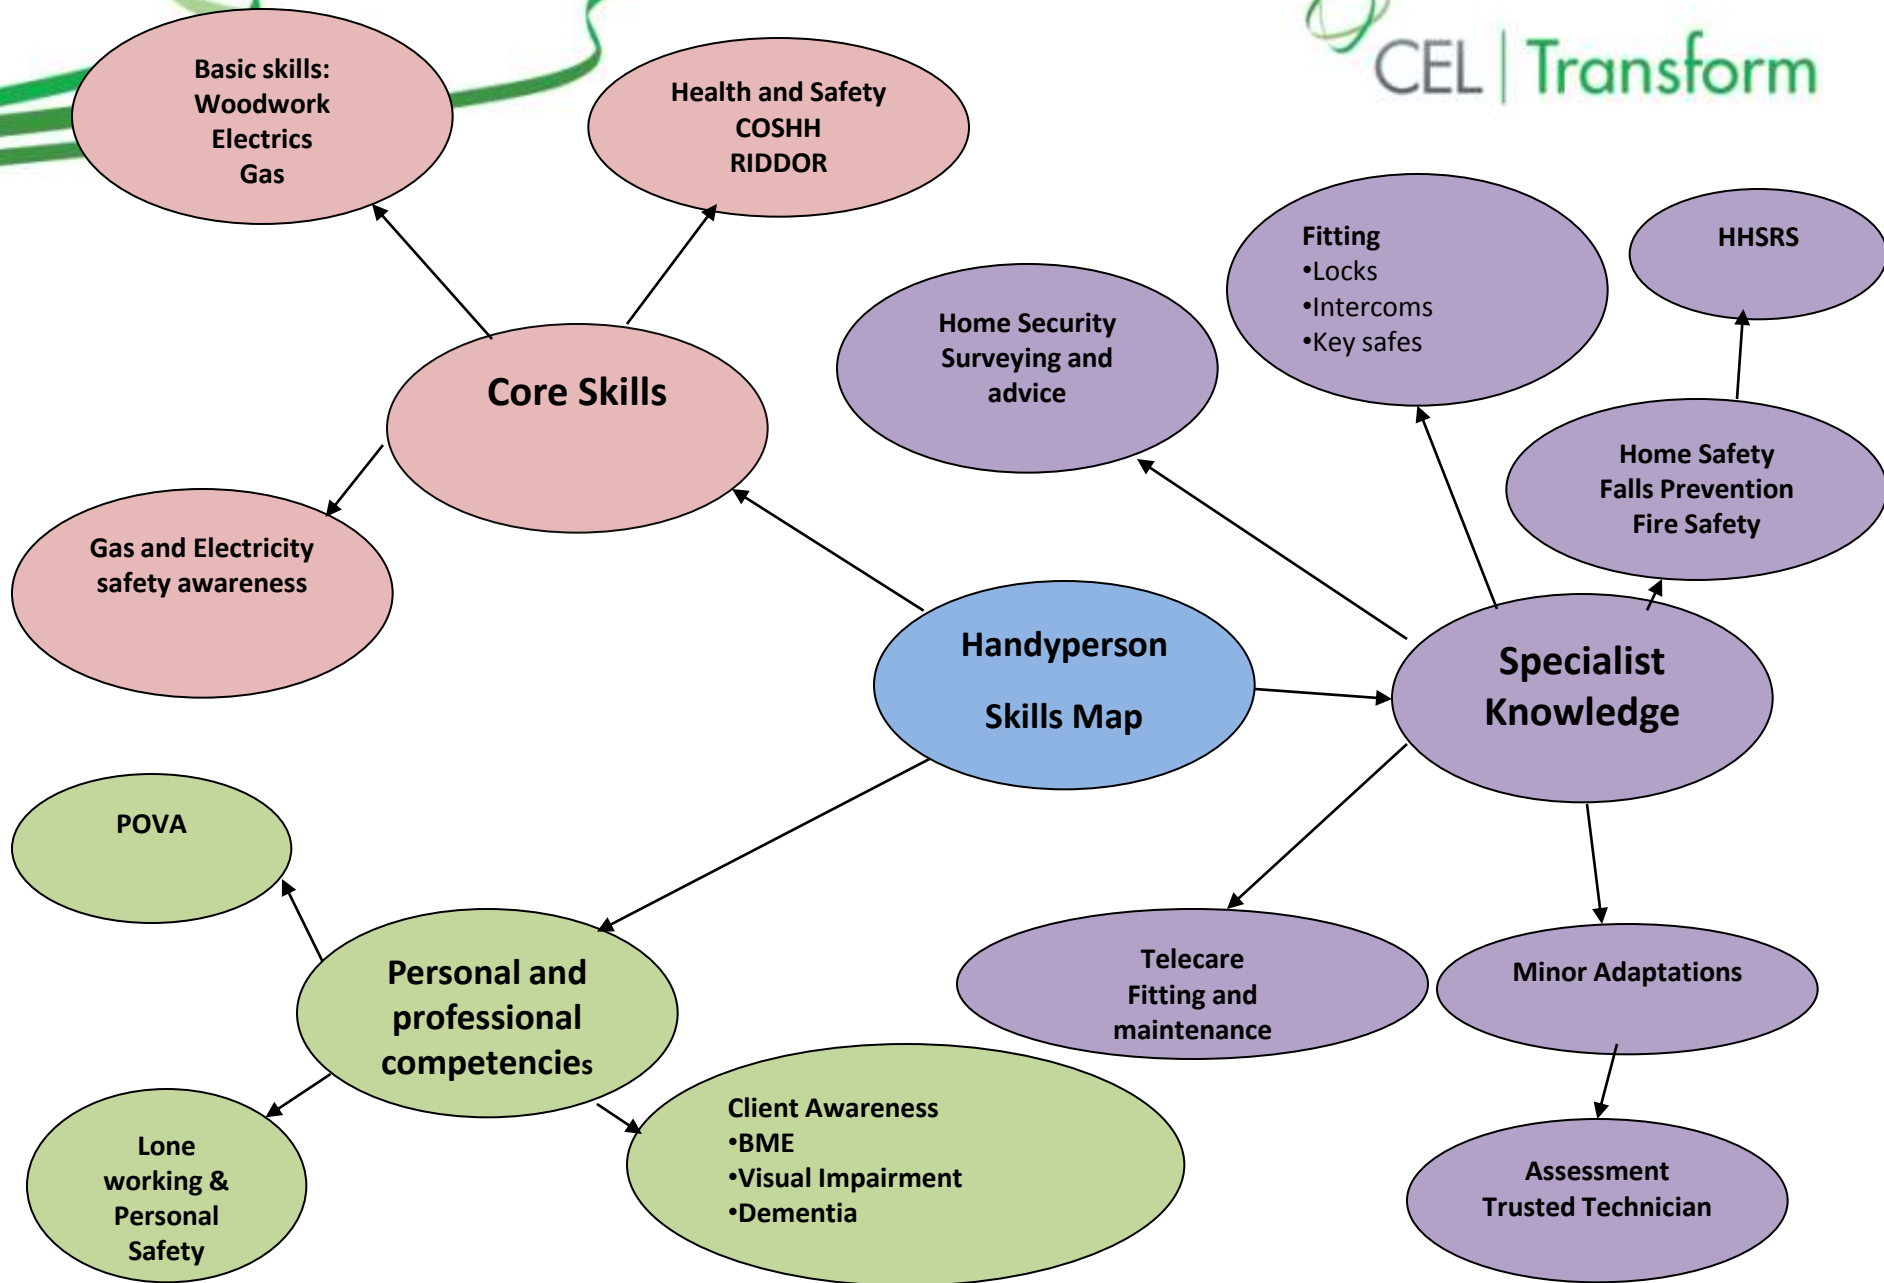 CEL | Transform
Basic skills:
Woodwork
Electrics
Gas
Health and Safety
COSHH
RIDDOR
Core Skills
Gas and Electricity
safety awareness
Home Security
Surveying and
advice
Fitting
•Locks
•Intercoms
•Key safes
HHSRS
Home Safety
Falls Prevention
Fire Safety
Handyperson
Skills Map
Specialist
Knowledge
POVA
Personal and
professional
competencies
Lone
working &
Personal
Safety
Client Awareness
•BME
•Visual Impairment
•Dementia
Telecare
Fitting and
maintenance
Minor Adaptations
Assessment
Trusted Technician